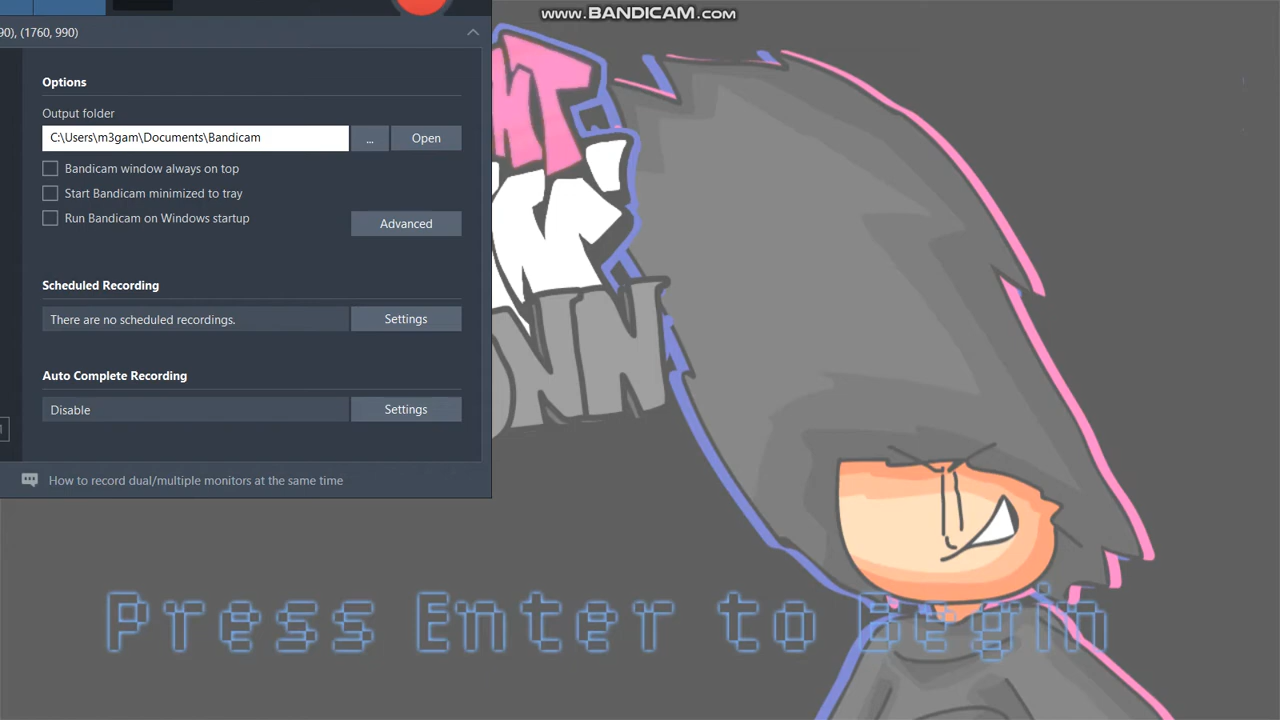 www.BANDICAM.com
90), (1760, 990)
Options
Output folder
C:\Users\m3gam\Documents\Bandicam
... Open
Bandicam window always on top
Start Bandicam minimized to tray
Run Bandicam on Windows startup
Advanced
Scheduled Recording
There are no scheduled recordings. Settings
Auto Complete Recording
Disable Settings
How to record dual/multiple monitors at the same time
Press Enter to Begin